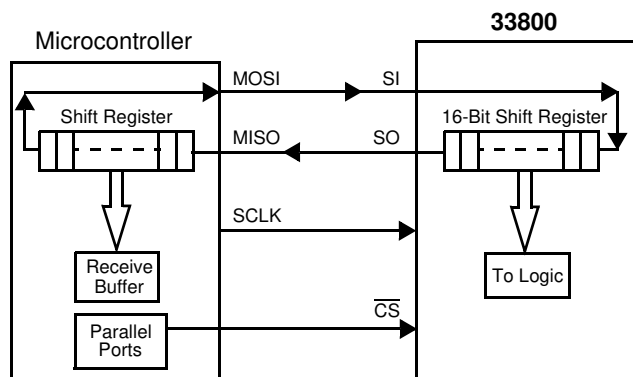 33800
Microcontroller
MOSI
SI
Shift Register
16-Bit Shift Register
MISO
SO
SCLK
Receive
Buffer
To Logic
CS
Parallel
Ports